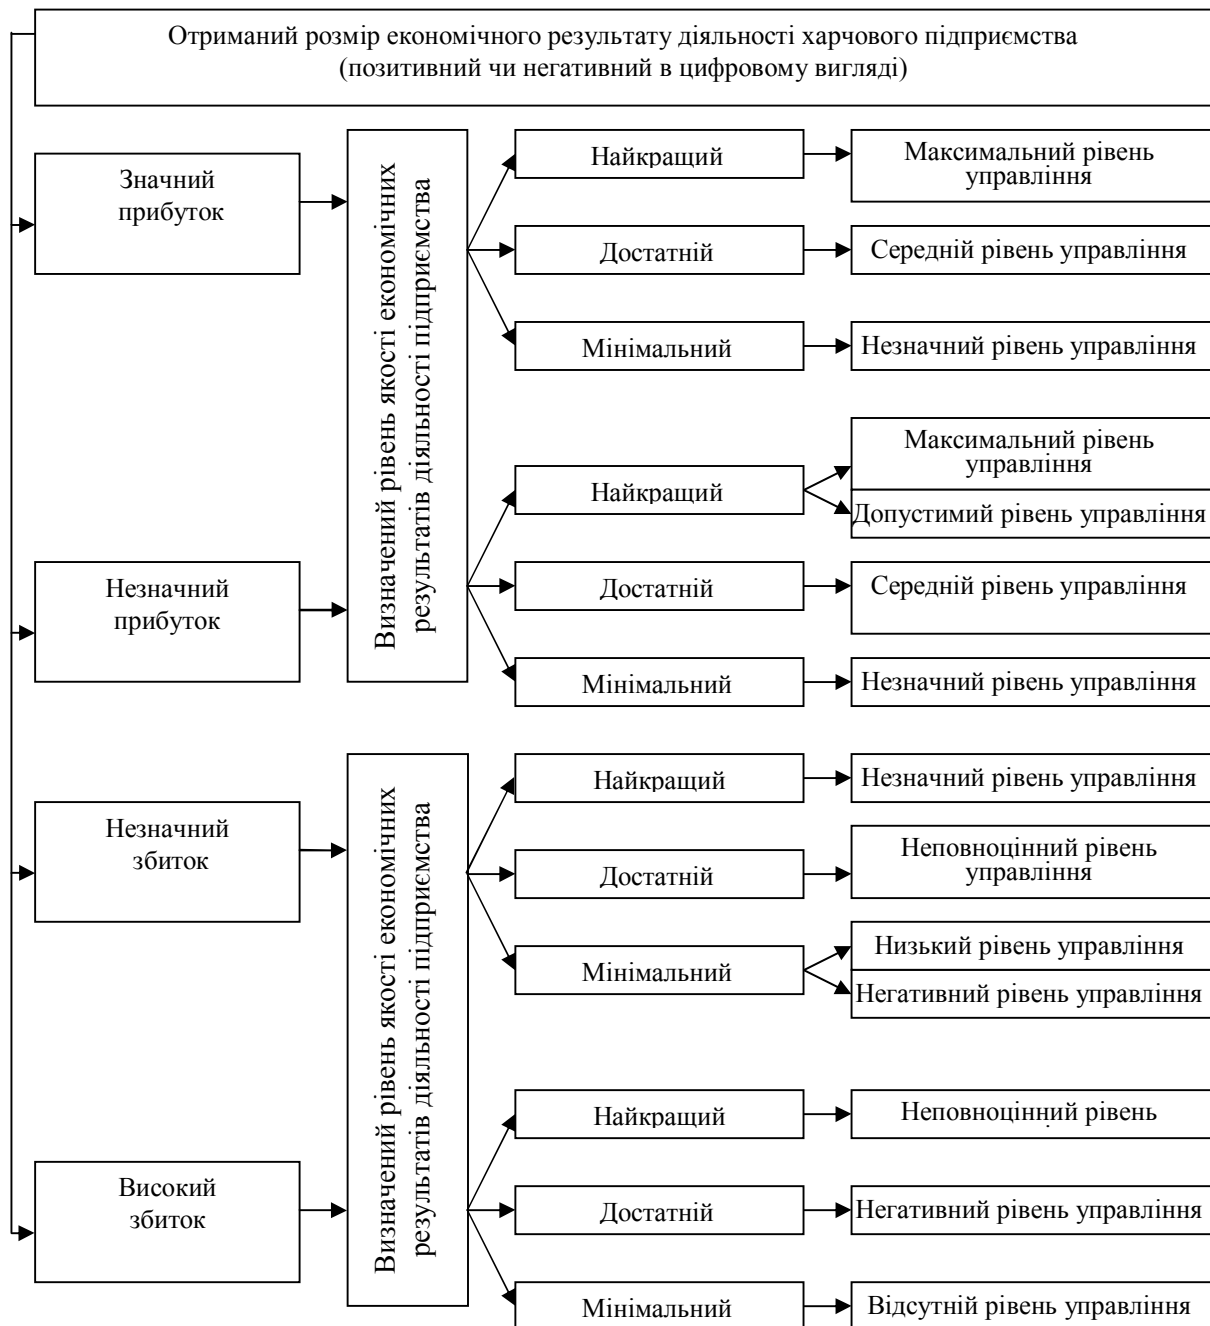 Отриманий розмір економічного результату діяльності харчового підприємства
(позитивний чи негативний в цифровому вигляді)
Значний
прибуток
Визначений рівень якості економічних
результатів діяльності підприємства
Найкращий
Максимальний рівень
управління
Достатній
Середній рівень управління
Мінімальний
Незначний рівень управління
Незначний
прибуток
Найкращий
Максимальний рівень
управління
Допустимий рівень управління
Достатній
Середній рівень управління
Мінімальний
Незначний рівень управління
Незначний
збиток
Визначений рівень якості економічних
результатів діяльності підприємства
Найкращий
Незначний рівень управління
Достатній
Неповноцінний рівень
управління
Мінімальний
Низький рівень управління
Негативний рівень управління
Високий
збиток
Найкращий
Неповноцінний рівень
Достатній
Негативний рівень управління
Мінімальний
Відсутній рівень управління